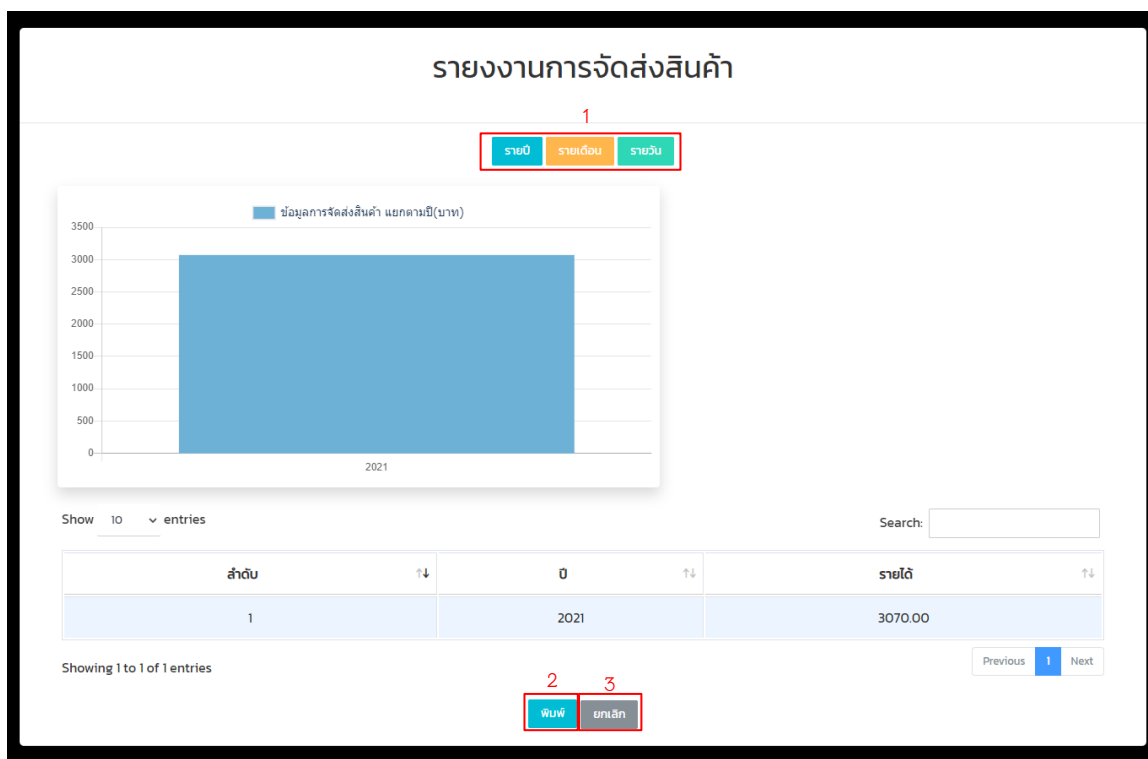 รายงงานการจัดส่งสินค้า
1
รายปี รายเดือน รายวัน
ข้อมูลการจัดส่งสินค้า แยกตามปี(บาท)
3500
3000
2500
2000
1500
1000
500
0
2021
Show 10 entries Search:
ลำดับ ปี รายได้
1 2021 3070.00
Showing 1 to 1 of 1 entries Previous 1 Next
2 3
พิมพ์ ยกเลิก